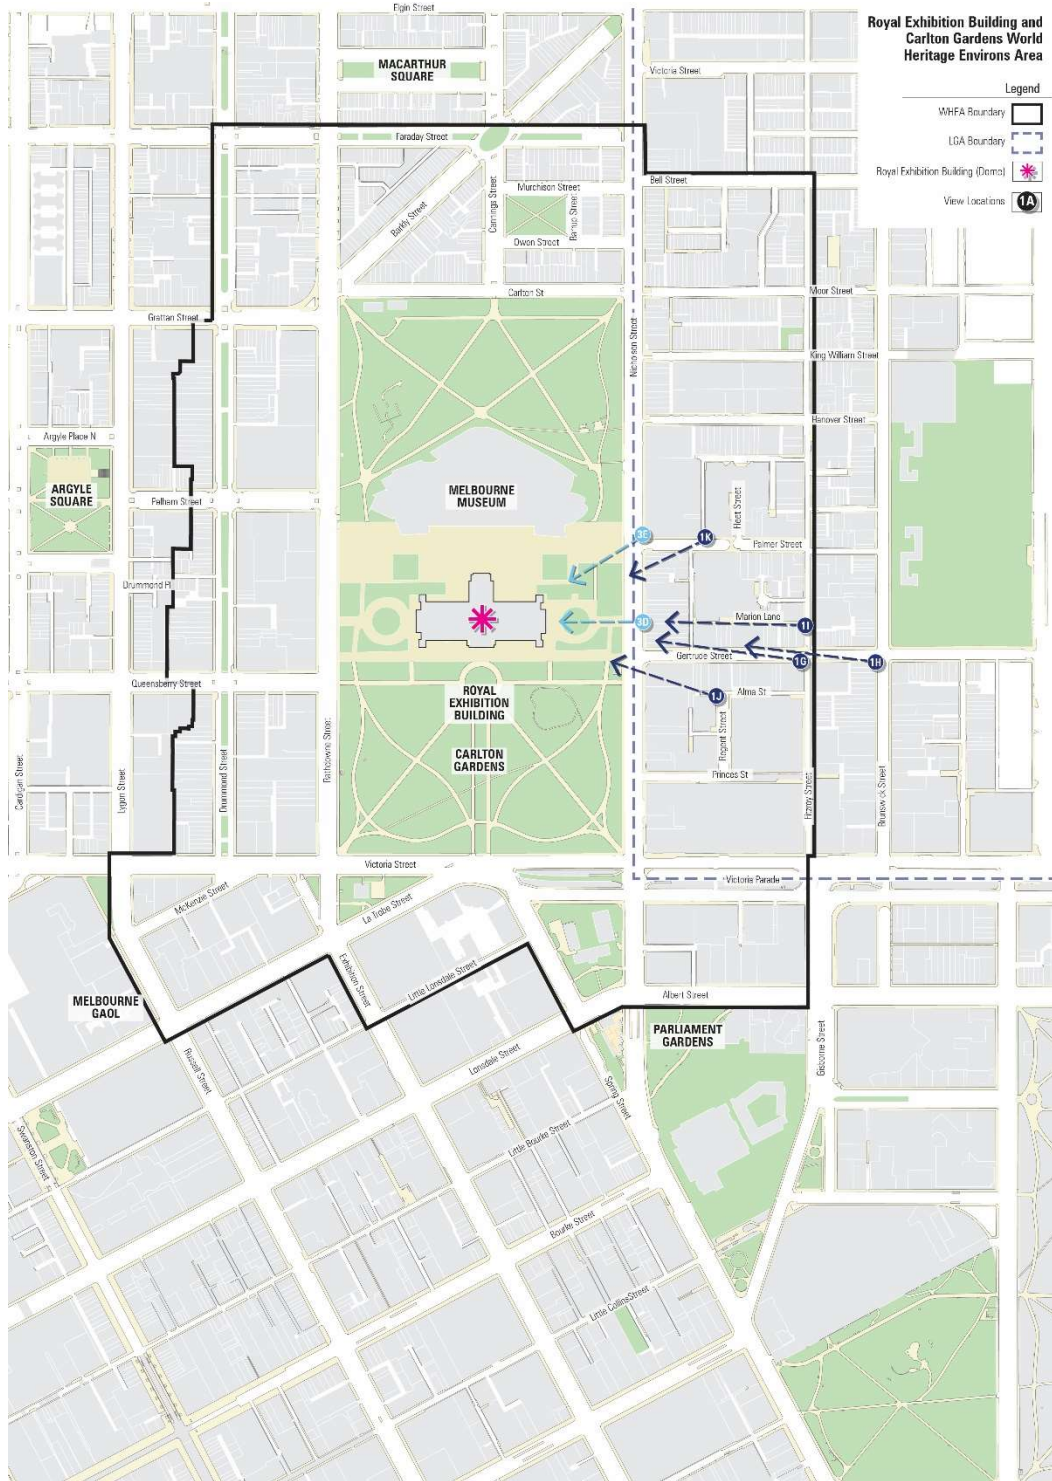 Elgin Street
Royal Exhibition Building and
Carlton Gardens World
Heritage Environs Area
Legend
WHEA Boundary
LGA Boundary
Royal Exhibition Building (Dome)
View Locations
1A
MACARTHUR
SQUARE
Victoria Street
Faraday Street
Bell Street
Murchison Street
Barkly Street
Canning Street
Owen Street
Carlton St
Moor Street
Grattan Street
Nicholson Street
King William Street
Hanover Street
Argyle Place N
ARGYLE
SQUARE
MELBOURNE
MUSEUM
Pelham Street
Fleet Street
3E
1K
Palmer Street
Drummond Pl
Marion Lane
3D
1I
Gertrude Street
1G
1H
Queensberry Street
ROYAL
EXHIBITION
BUILDING
1J
Alma St
Regent Street
CARLTON
GARDENS
Princes St
Cardigan Street
Lygon Street
Drummond Street
Rathdowne Street
Fitzroy Street
Brunswick Street
Victoria Street
Victoria Parade
McKenzie Street
La Trobe Street
Exhibition Street
Little Lonsdale Street
MELBOURNE
GAOL
Albert Street
PARLIAMENT
GARDENS
Russell Street
Lonsdale Street
Spring Street
Gisborne Street
Swanston Street
Little Bourke Street
Bourke Street
Little CollinsStreet